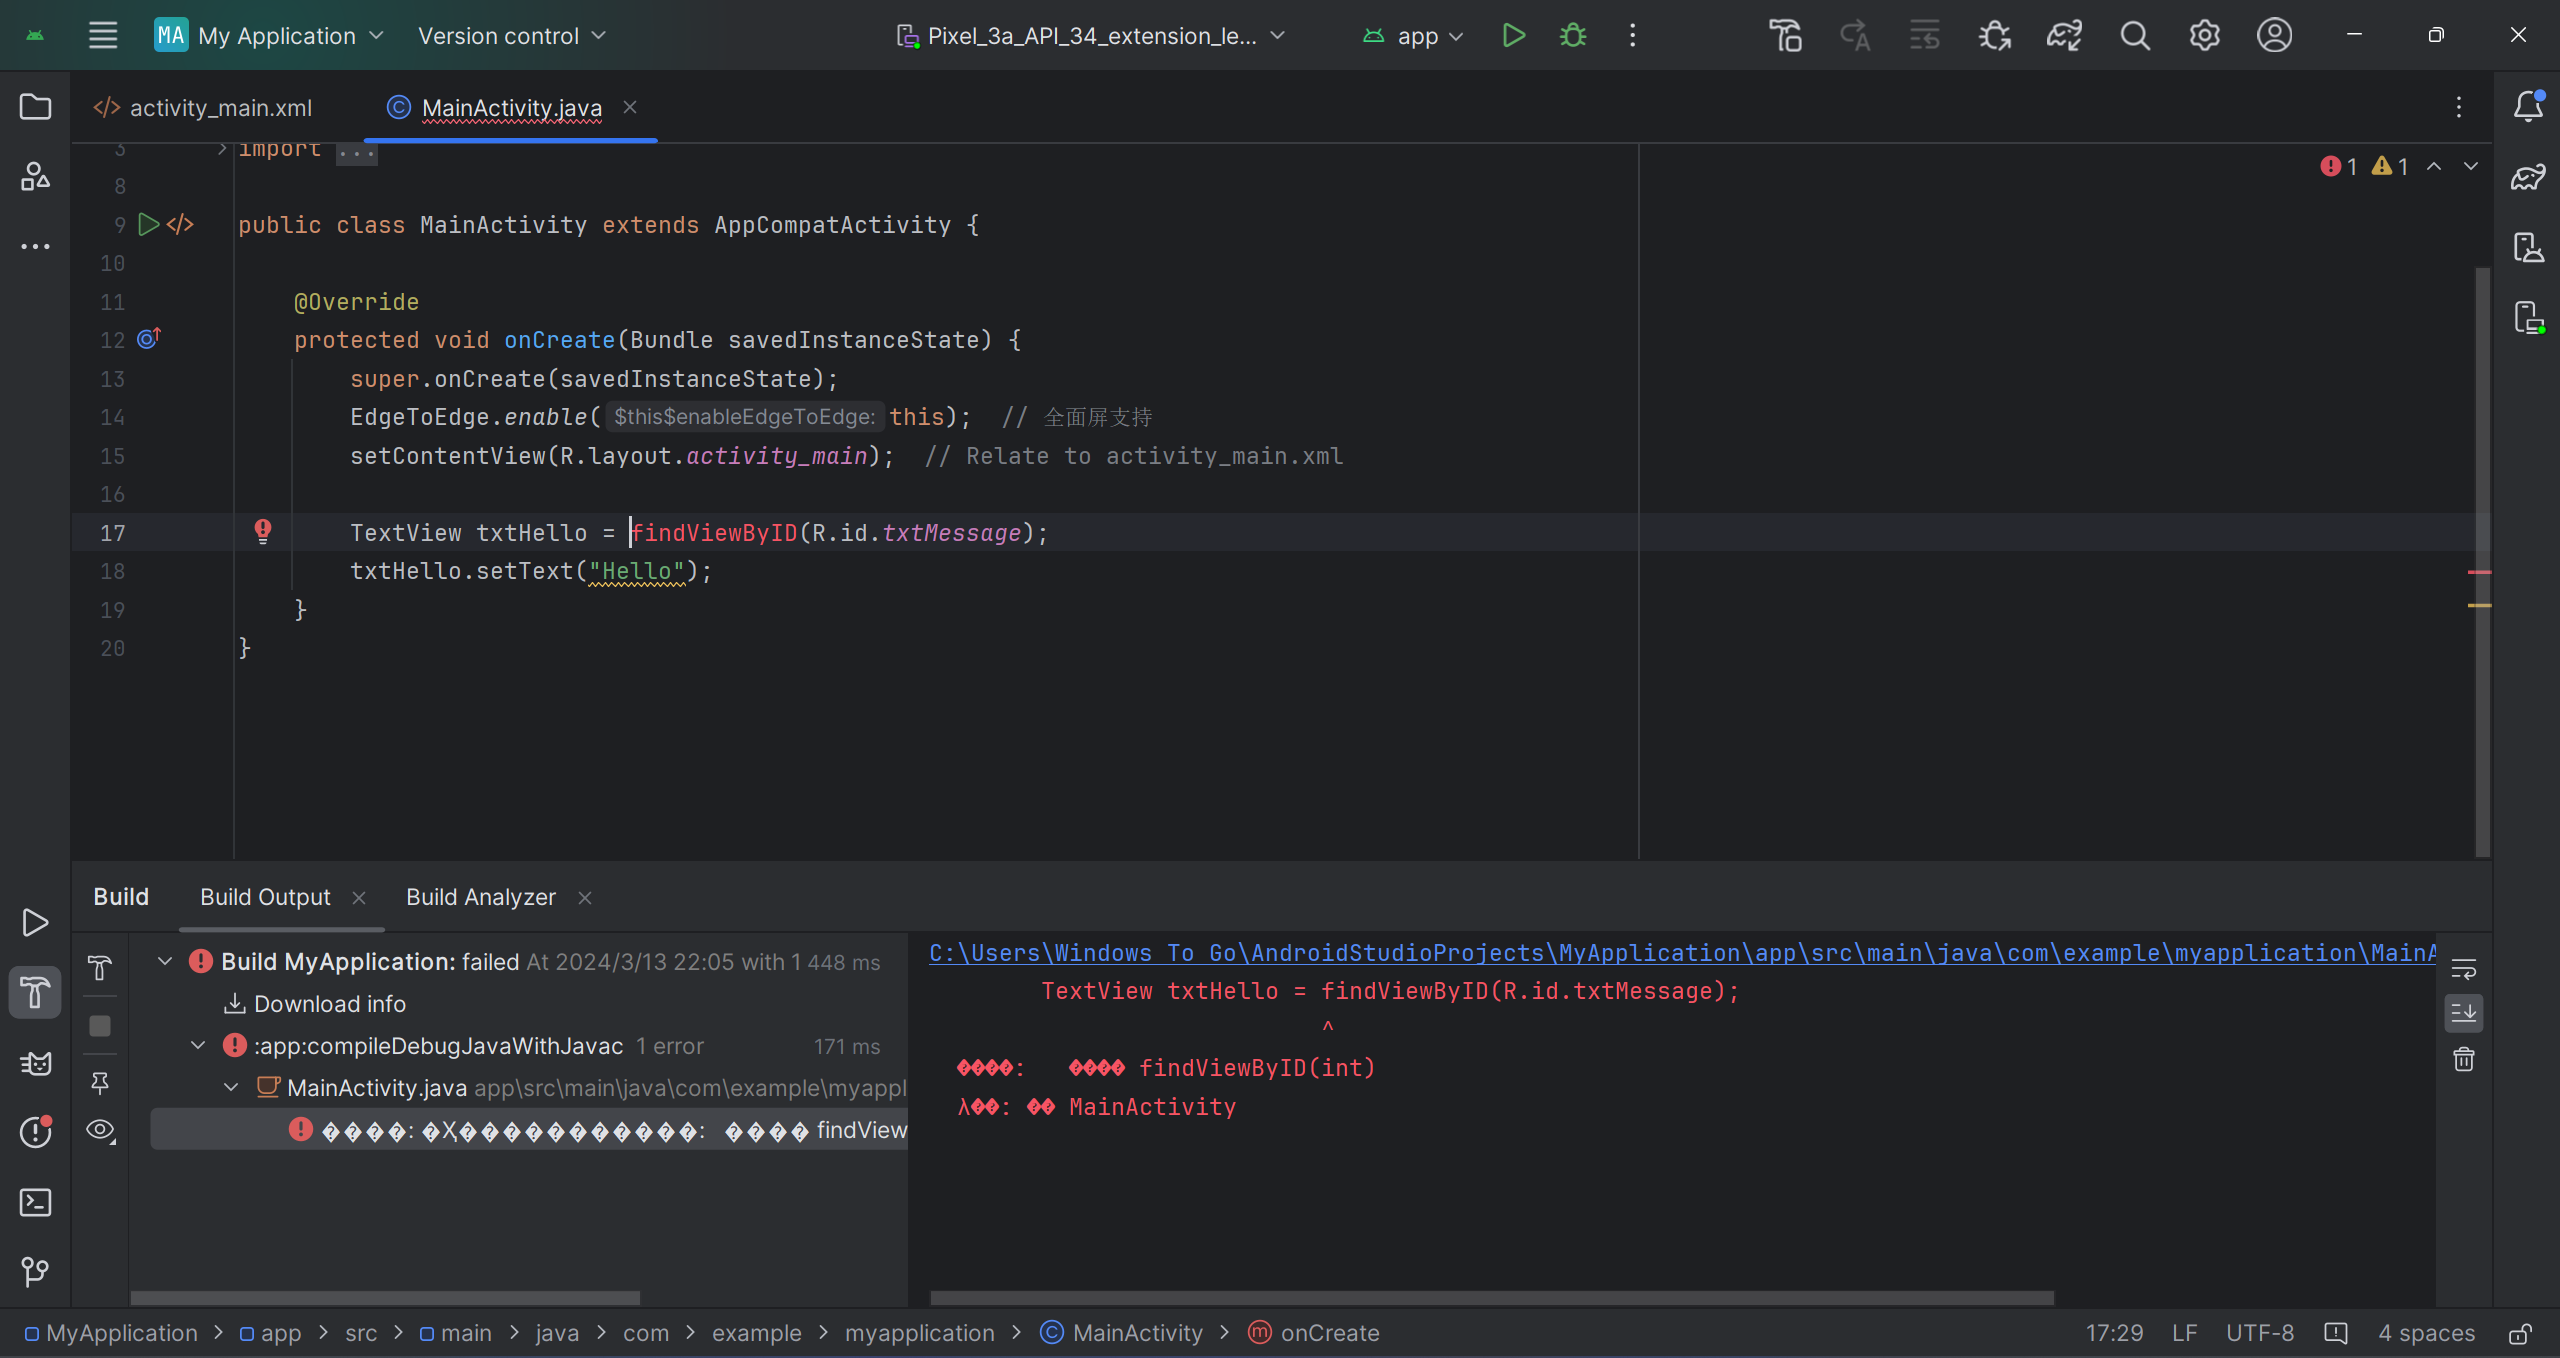 MA My Application Version control Pixel_3a_API_34_extension_le... app
activity_main.xml MainActivity.java
3 import ...
1 1
8
9 public class MainActivity extends AppCompatActivity {
10
11 @Override
12 protected void onCreate(Bundle savedInstanceState) {
13 super.onCreate(savedInstanceState);
14 EdgeToEdge.enable( $this$enableEdgeToEdge: this); // 全面屏支持
15 setContentView(R.layout.activity_main); // Relate to activity_main.xml
16
17 TextView txtHello = findViewByID(R.id.txtMessage);
18 txtHello.setText("Hello");
19 }
20 }
Build Build Output Build Analyzer
Build MyApplication: failed At 2024/3/13 22:05 with 1 448 ms
Download info
:app:compileDebugJavaWithJavac 1 error 171 ms
MainActivity.java app\src\main\java\com\example\myappl
����: �Ҳ����������: ���� findView
C:\Users\Windows To Go\AndroidStudioProjects\MyApplication\app\src\main\java\com\example\myapplication\MainA
TextView txtHello = findViewByID(R.id.txtMessage);
^
����: ���� findViewByID(int)
λ��: �� MainActivity
MyApplication > app > src > main > java > com > example > myapplication > MainActivity > onCreate 17:29 LF UTF-8 4 spaces